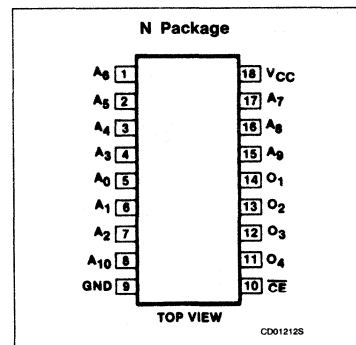 N Package
A6 1 18 VCC
A5 2 17 A7
A4 3 16 A8
A3 4 15 A9
A0 5 14 O1
A1 6 13 O2
A2 7 12 O3
A10 8 11 O4
GND 9 10 C̅E̅
TOP VIEW
CD01212S